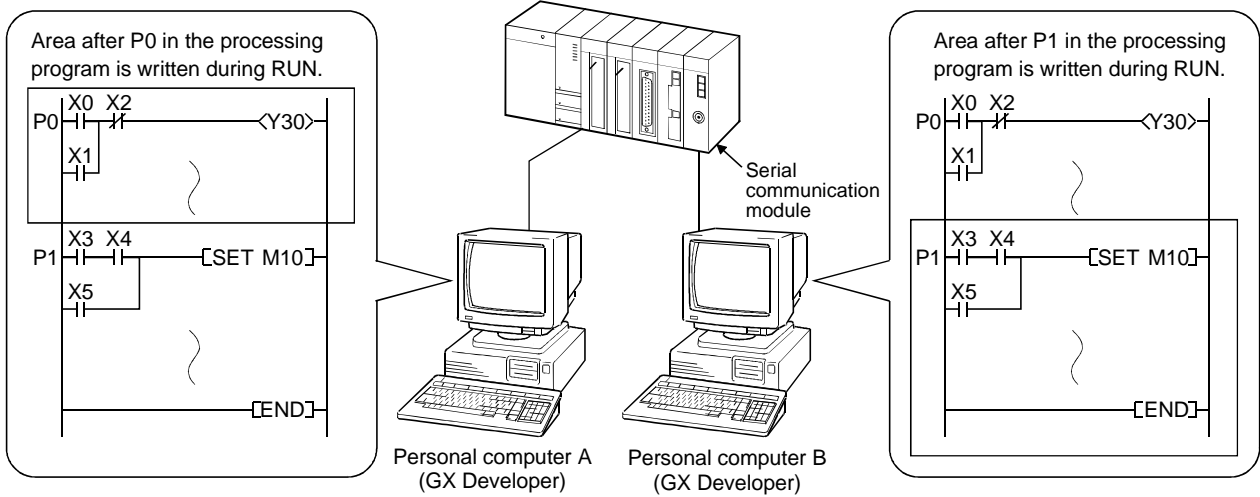 Area after P0 in the processing
program is written during RUN.
X0 X2
P0 <Y30>
X1
X3 X4
P1 [SET M10]
X5
[END]
Serial
communication
module
Personal computer A
(GX Developer)
Personal computer B
(GX Developer)
Area after P1 in the processing
program is written during RUN.
X0 X2
P0 <Y30>
X1
X3 X4
P1 [SET M10]
X5
[END]